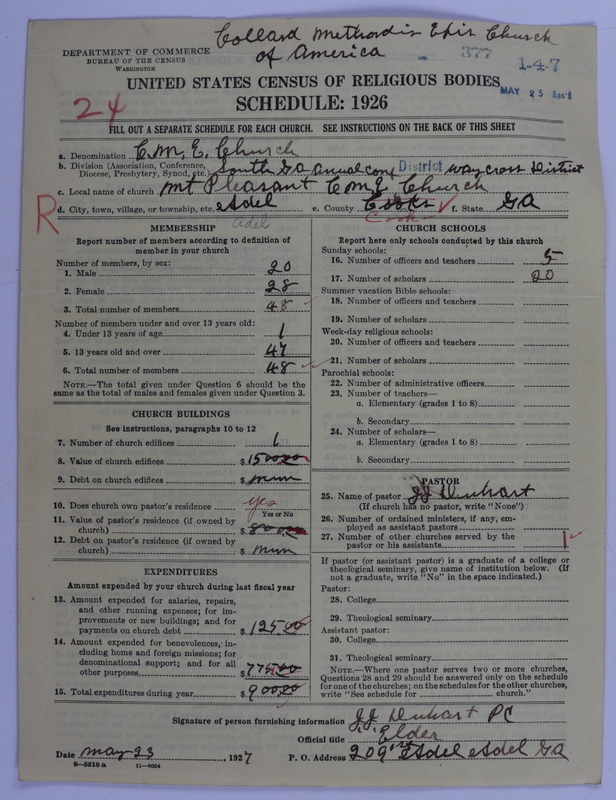 Collard Methodis Epis Church
of America
DEPARTMENT OF COMMERCE
BUREAU OF THE CENSUS
WASHINGTON
377
1-4-7
MAY 25 Rec'd
UNITED STATES CENSUS OF RELIGIOUS BODIES
24
SCHEDULE: 1926
FILL OUT A SEPARATE SCHEDULE FOR EACH CHURCH. SEE INSTRUCTIONS ON THE BACK OF THIS SHEET
a. Denomination C.M.E. Church
b. Division (Association, Conference, Diocese, Presbytery, Synod, etc.) South Ga annual conf District waycross District
c. Local name of church Mt Pleasant C M E Church
R
d. City, town, village, or township, etc. Adel e. County Cooks f. State GA
adel
Cook
MEMBERSHIP
Report number of members according to definition of
member in your church
Number of members, by sex:
1. Male 20
2. Female 28
3. Total number of members 48
Number of members under and over 13 years old:
4. Under 13 years of age 1
5. 13 years old and over 47
6. Total number of members 48
NOTE.—The total given under Question 6 should be the
same as the total of males and females given under Question 3.
CHURCH BUILDINGS
See instructions, paragraphs 10 to 12
7. Number of church edifices 1
8. Value of church edifices $150000
9. Debt on church edifices $
10. Does church own pastor's residence yes
Yes or No
11. Value of pastor's residence (if owned by
church) $ 80000
12. Debt on pastor's residence (if owned by
church) $
EXPENDITURES
Amount expended by your church during last fiscal year
13. Amount expended for salaries, repairs,
and other running expenses; for im-
provements or new buildings; and for
payments on church debt $ 12500
14. Amount expended for benevolences, in-
cluding home and foreign missions; for
denominational support; and for all
other purposes $77500
15. Total expenditures during year $90000
CHURCH SCHOOLS
Report here only schools conducted by this church
Sunday schools:
16. Number of officers and teachers 5
17. Number of scholars 20
Summer vacation Bible schools:
18. Number of officers and teachers
19. Number of scholars
Week-day religious schools:
20. Number of officers and teachers
21. Number of scholars
Parochial schools:
22. Number of administrative officers
23. Number of teachers—
a. Elementary (grades 1 to 8)
b. Secondary
24. Number of scholars—
a. Elementary (grades 1 to 8)
b. Secondary
PASTOR
25. Name of pastor J J Duhart
(If church has no pastor, write "None")
26. Number of ordained ministers, if any, em-
ployed as assistant pastors
27. Number of other churches served by the
pastor or his assistants 1
If pastor (or assistant pastor) is a graduate of a college or
theological seminary, give name of institution below. (If
not a graduate, write "No" in the space indicated.)
Pastor:
28. College
29. Theological seminary
Assistant pastor:
30. College
31. Theological seminary
NOTE.—Where one pastor serves two or more churches,
Questions 28 and 29 should be answered only on the schedule
for one of the churches; on the schedules for the other churches,
write "See schedule for church."
Signature of person furnishing information J J Duhart PC
Official title Elder
Date May 23, 1927 P. O. Address 209 Adel Adel Ga
8-5518a 11-9054